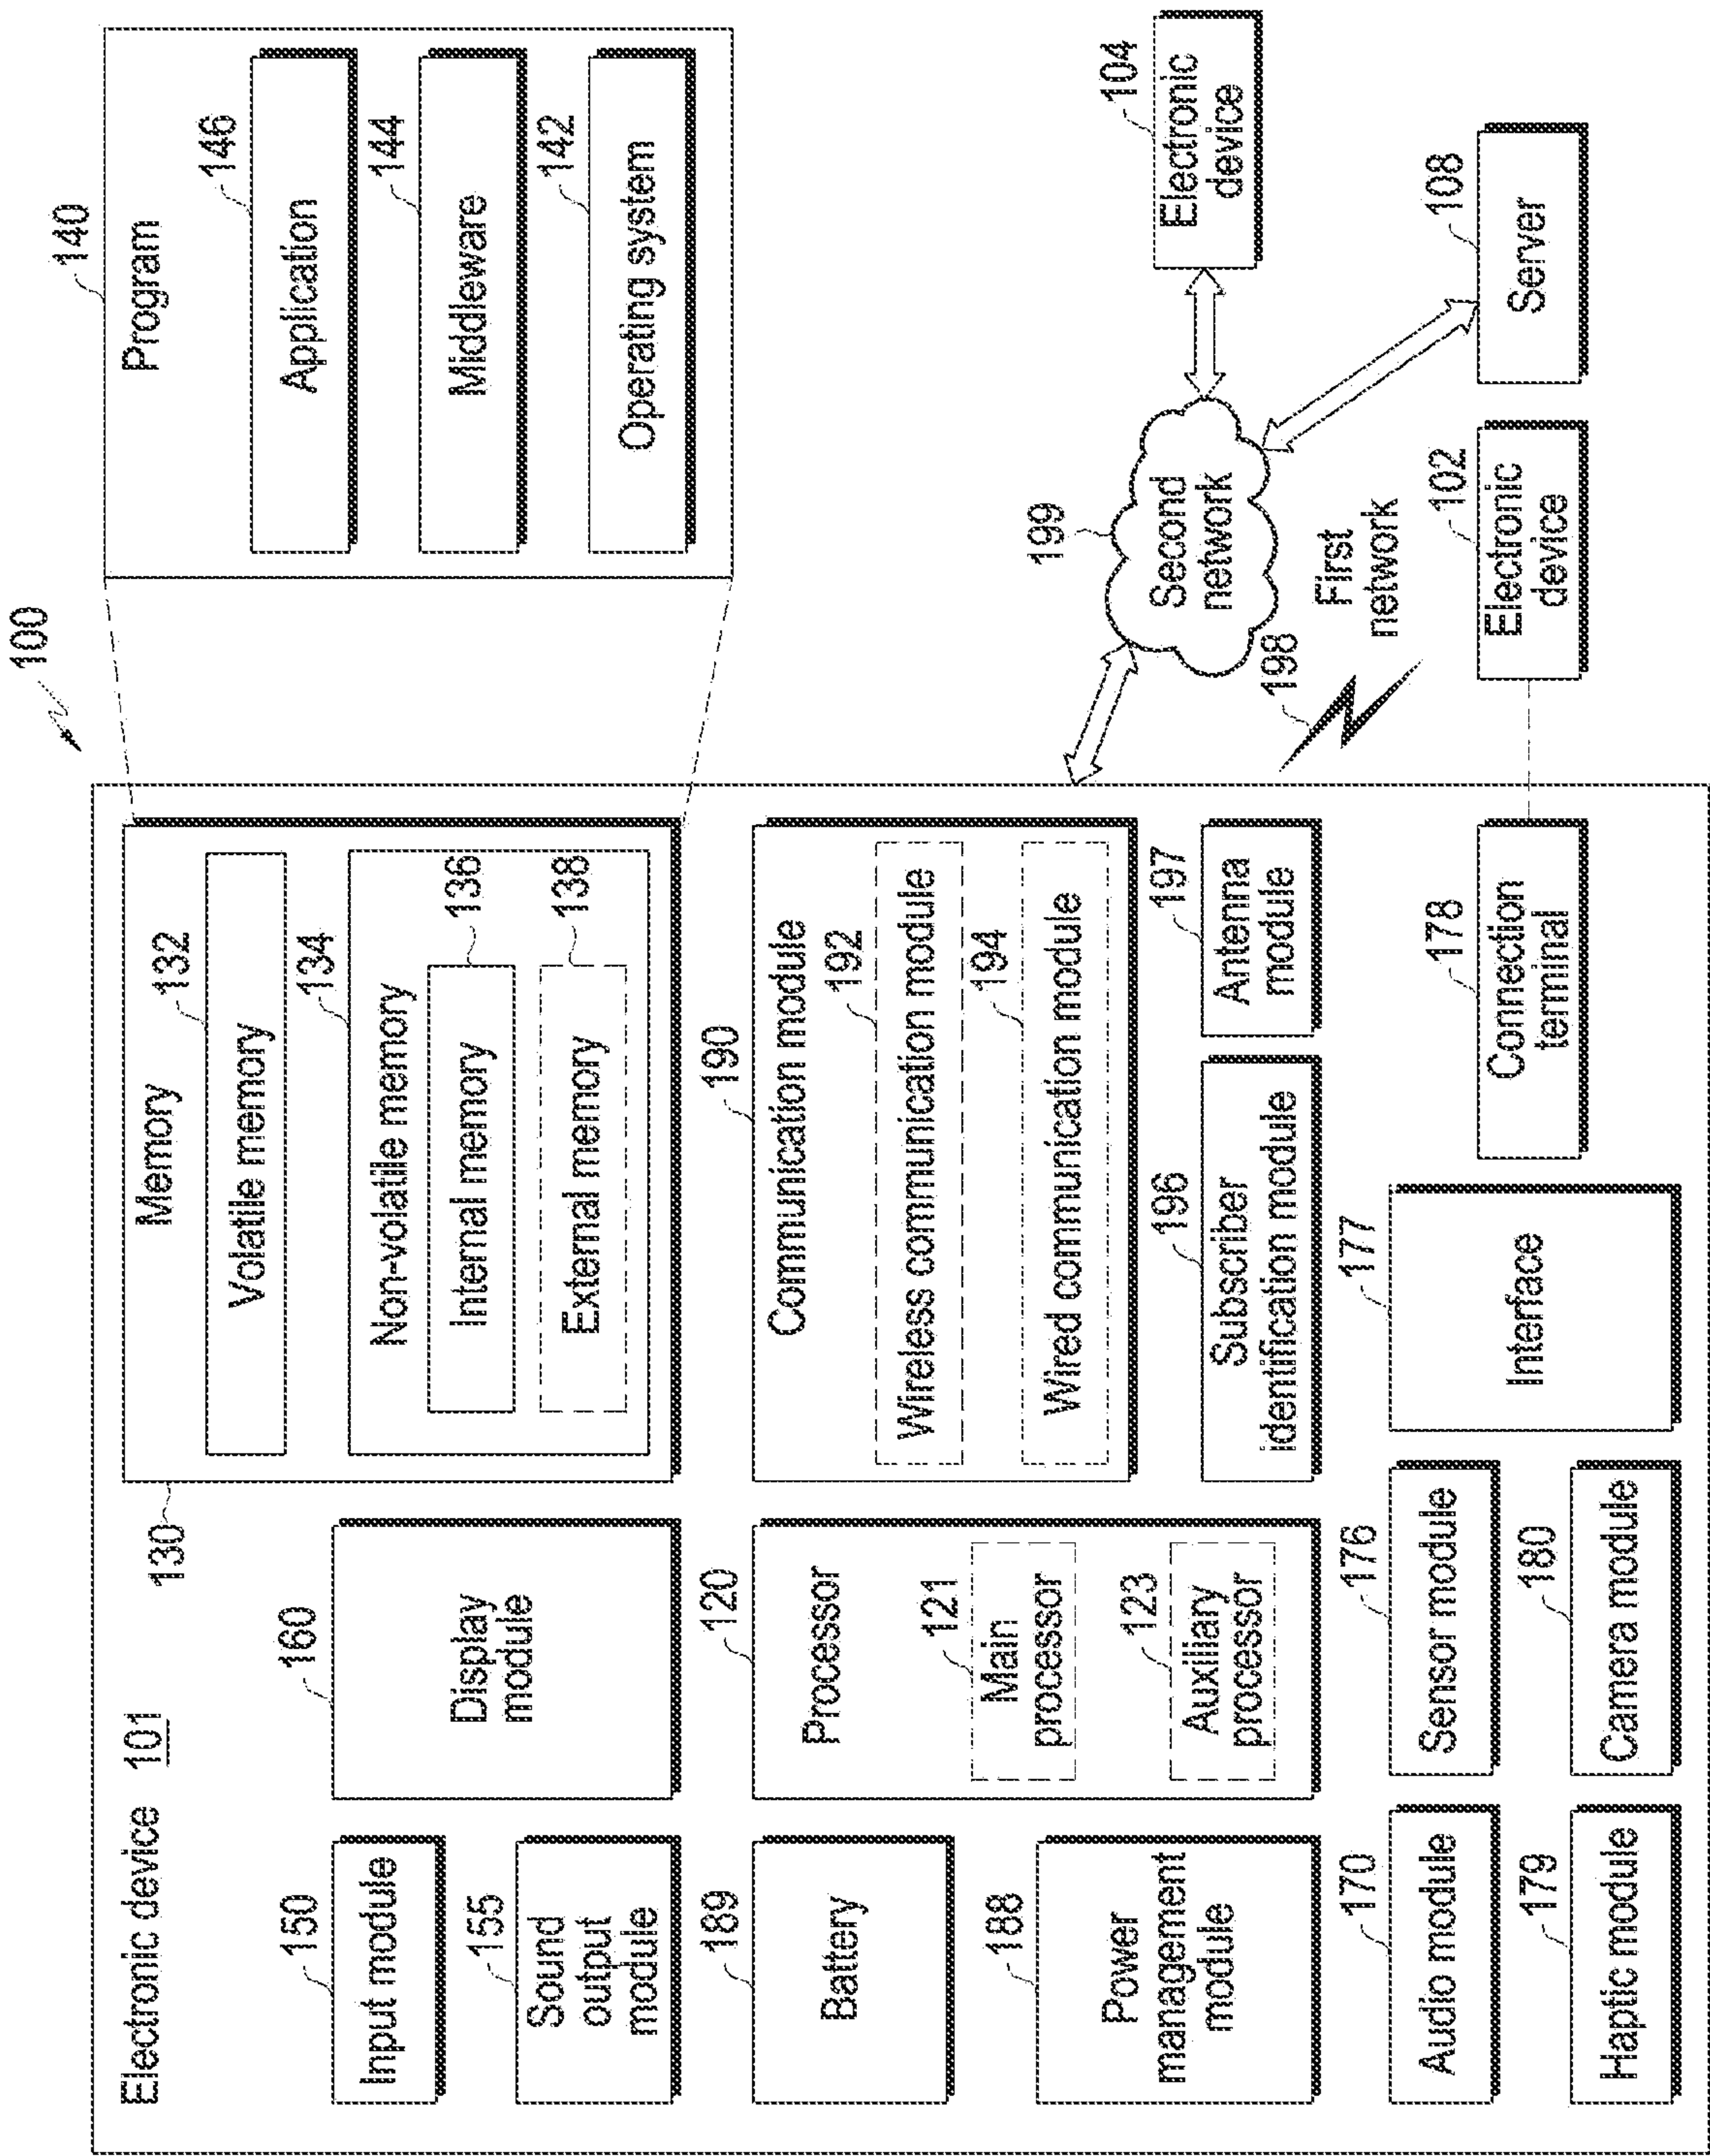 100
Electronic device 101
150
Input module
155
Sound
output
module
160
Display
module
130
Memory
132
Volatile memory
134
Non-volatile memory
136
Internal memory
138
External memory
140
Program
146
Application
144
Middleware
142
Operating system
189
Battery
188
Power
management
module
120
Processor
121
Main
processor
123
Auxiliary
processor
190
Communication module
192
Wireless communication module
194
Wired communication module
196
Subscriber
identification module
197
Antenna
module
199
Second
network
104
Electronic
device
198
First
network
108
Server
170
Audio module
176
Sensor module
177
Interface
178
Connection
terminal
102
Electronic
device
179
Haptic module
180
Camera module